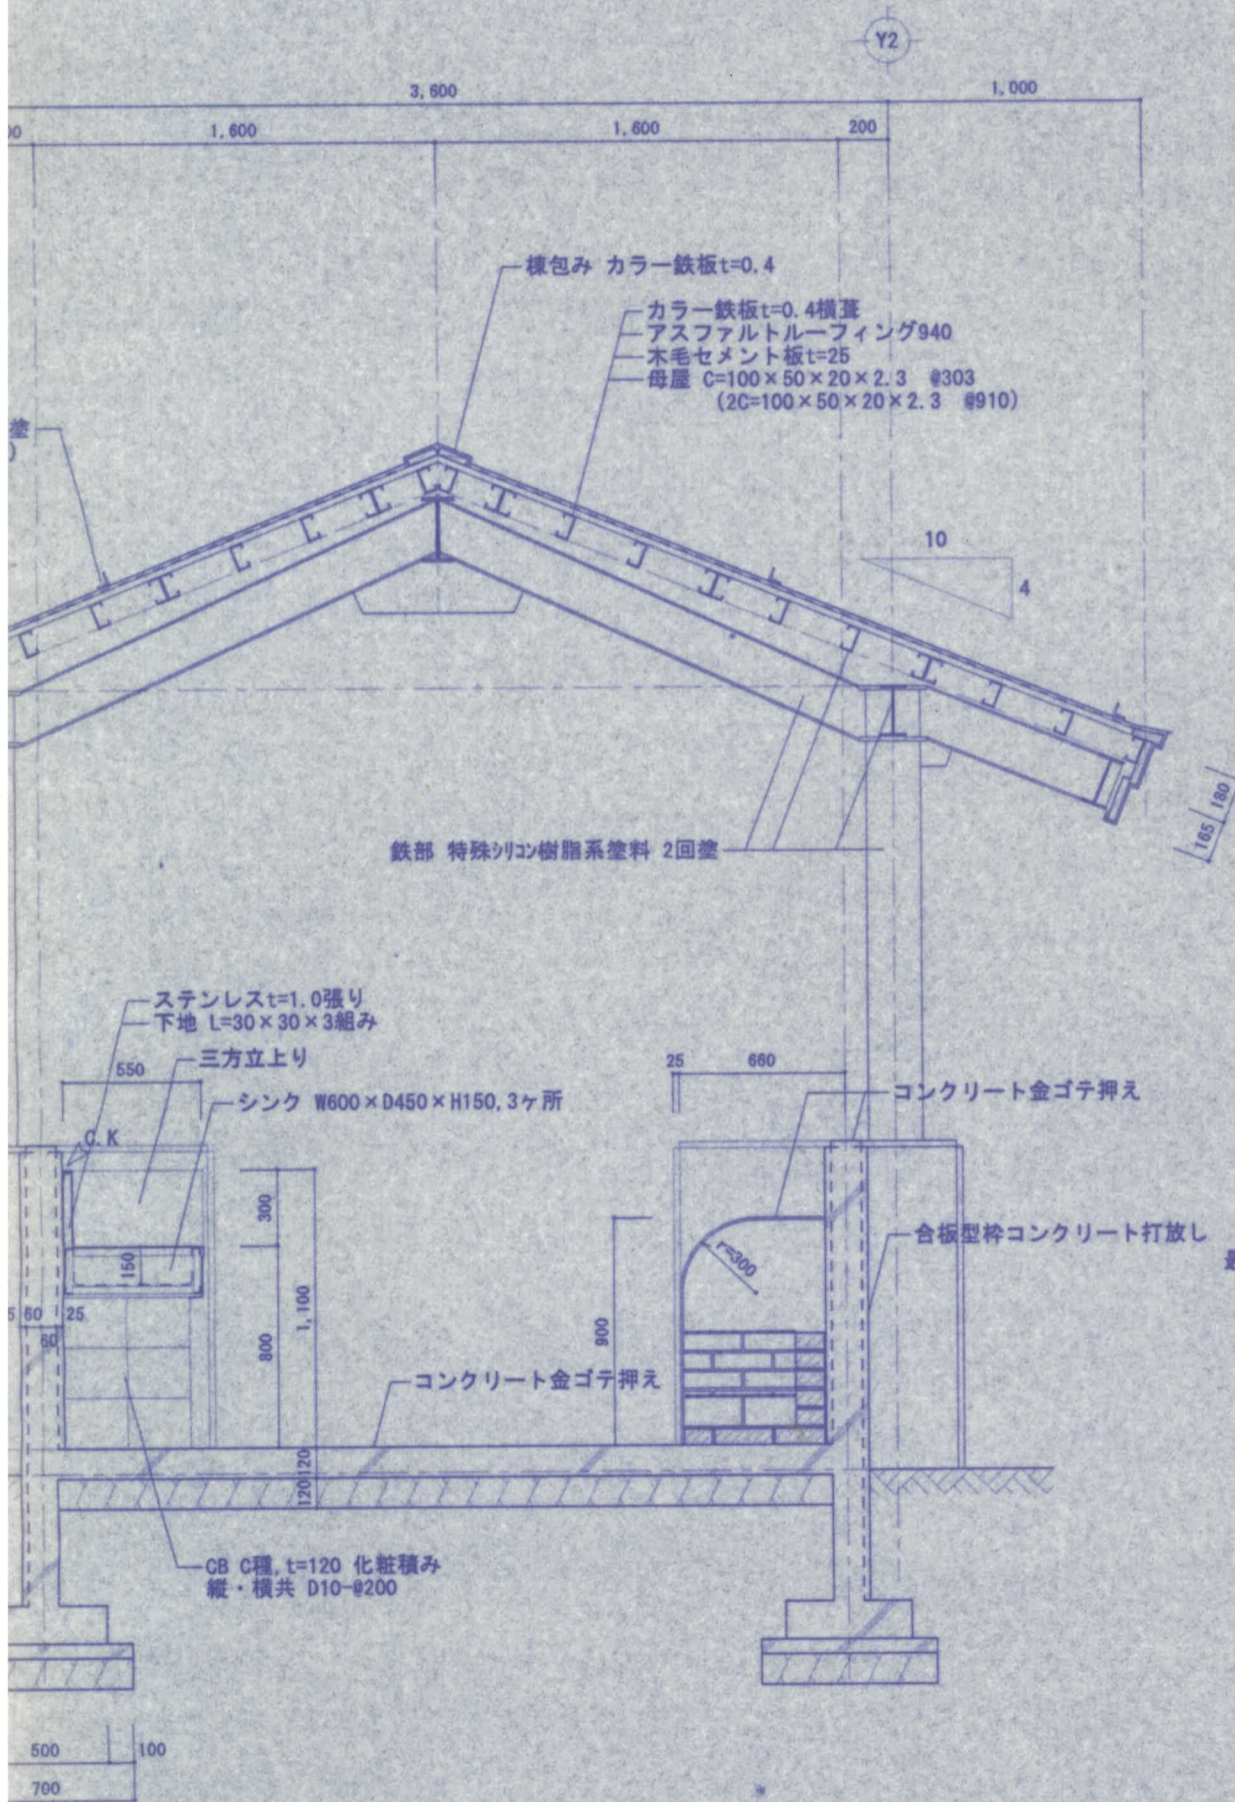 Y2
3,600
1,000
00
1,600
1,600
200
棟包み カラー鉄板t=0.4
カラー鉄板t=0.4横葺
アスファルトルーフィング940
木毛セメント板t=25
母屋 C=100×50×20×2.3 @303
(2C=100×50×20×2.3 @910)
塗
)
10
4
180
165
鉄部 特殊シリコン樹脂系塗料 2回塗
ステンレスt=1.0張り
下地 L=30×30×3組み
三方立上り
550
シンク W600×D450×H150,3ケ所
25
660
コンクリート金ゴテ押え
C.K
300
150
1,100
r=300
合板型枠コンクリート打放し
5
60
25
60
800
900
コンクリート金ゴテ押え
120
120
CB C種,t=120 化粧積み
縦・横共 D10-@200
500
100
700